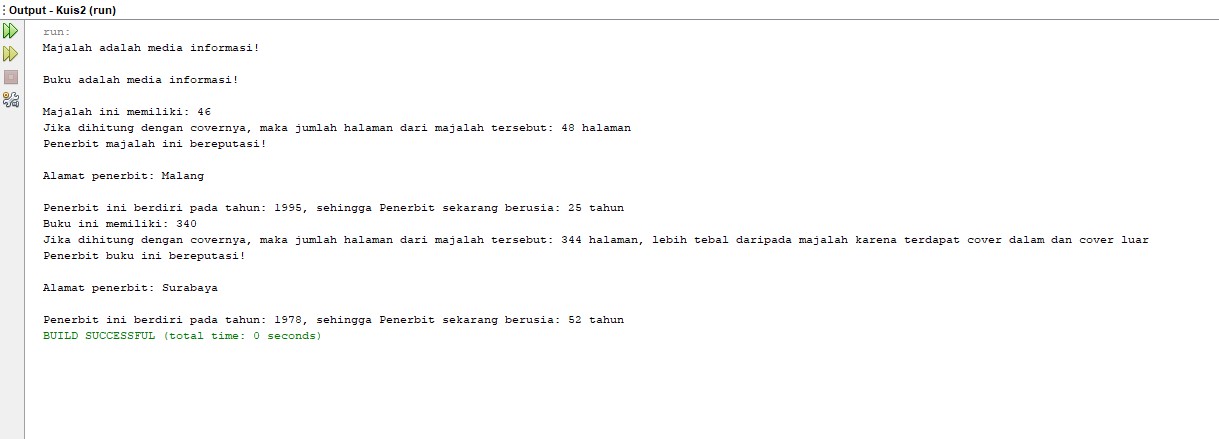 Output - Kuis2 (run)
run:
Majalah adalah media informasi!
Buku adalah media informasi!
Majalah ini memiliki: 46
Jika dihitung dengan covernya, maka jumlah halaman dari majalah tersebut: 48 halaman
Penerbit majalah ini bereputasi!
Alamat penerbit: Malang
Penerbit ini berdiri pada tahun: 1995, sehingga Penerbit sekarang berusia: 25 tahun
Buku ini memiliki: 340
Jika dihitung dengan covernya, maka jumlah halaman dari majalah tersebut: 344 halaman, lebih tebal daripada majalah karena terdapat cover dalam dan cover luar
Penerbit buku ini bereputasi!
Alamat penerbit: Surabaya
Penerbit ini berdiri pada tahun: 1978, sehingga Penerbit sekarang berusia: 52 tahun
BUILD SUCCESSFUL (total time: 0 seconds)